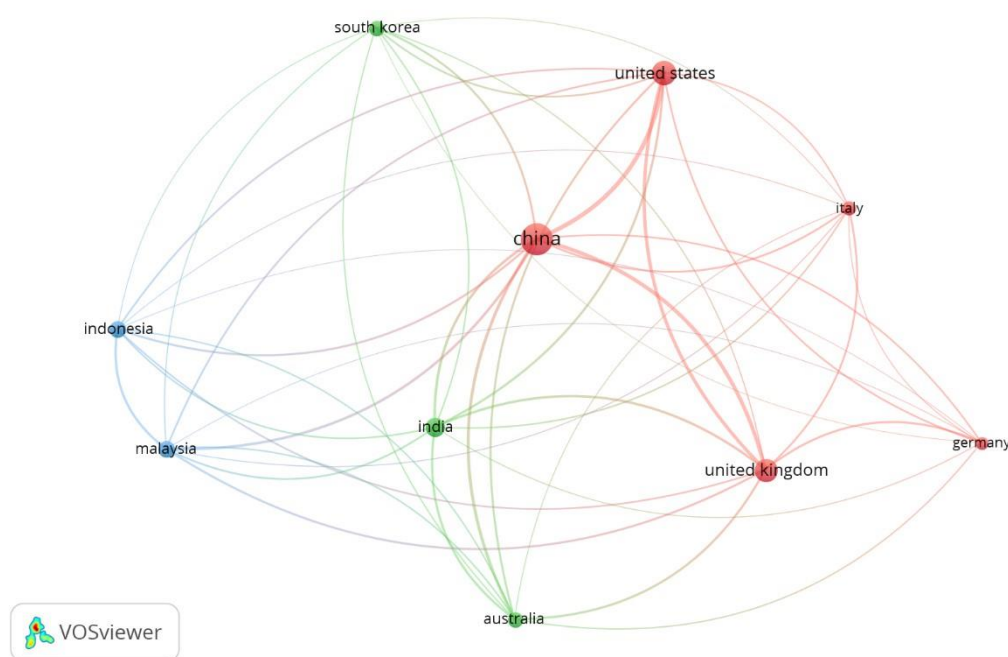 south korea
united states
italy
china
indonesia
india
malaysia
germany
united kingdom
australia
VOSviewer